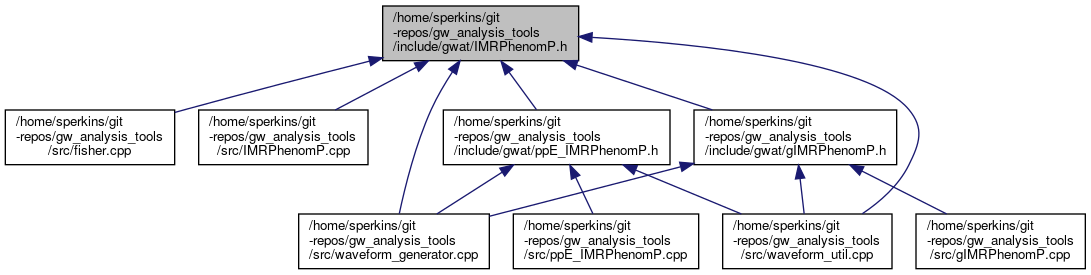 /home/sperkins/git
-repos/gw_analysis_tools
/include/gwat/IMRPhenomP.h
/home/sperkins/git
-repos/gw_analysis_tools
/src/fisher.cpp
/home/sperkins/git
-repos/gw_analysis_tools
/src/IMRPhenomP.cpp
/home/sperkins/git
-repos/gw_analysis_tools
/include/gwat/ppE_IMRPhenomP.h
/home/sperkins/git
-repos/gw_analysis_tools
/include/gwat/gIMRPhenomP.h
/home/sperkins/git
-repos/gw_analysis_tools
/src/waveform_generator.cpp
/home/sperkins/git
-repos/gw_analysis_tools
/src/ppE_IMRPhenomP.cpp
/home/sperkins/git
-repos/gw_analysis_tools
/src/waveform_util.cpp
/home/sperkins/git
-repos/gw_analysis_tools
/src/gIMRPhenomP.cpp